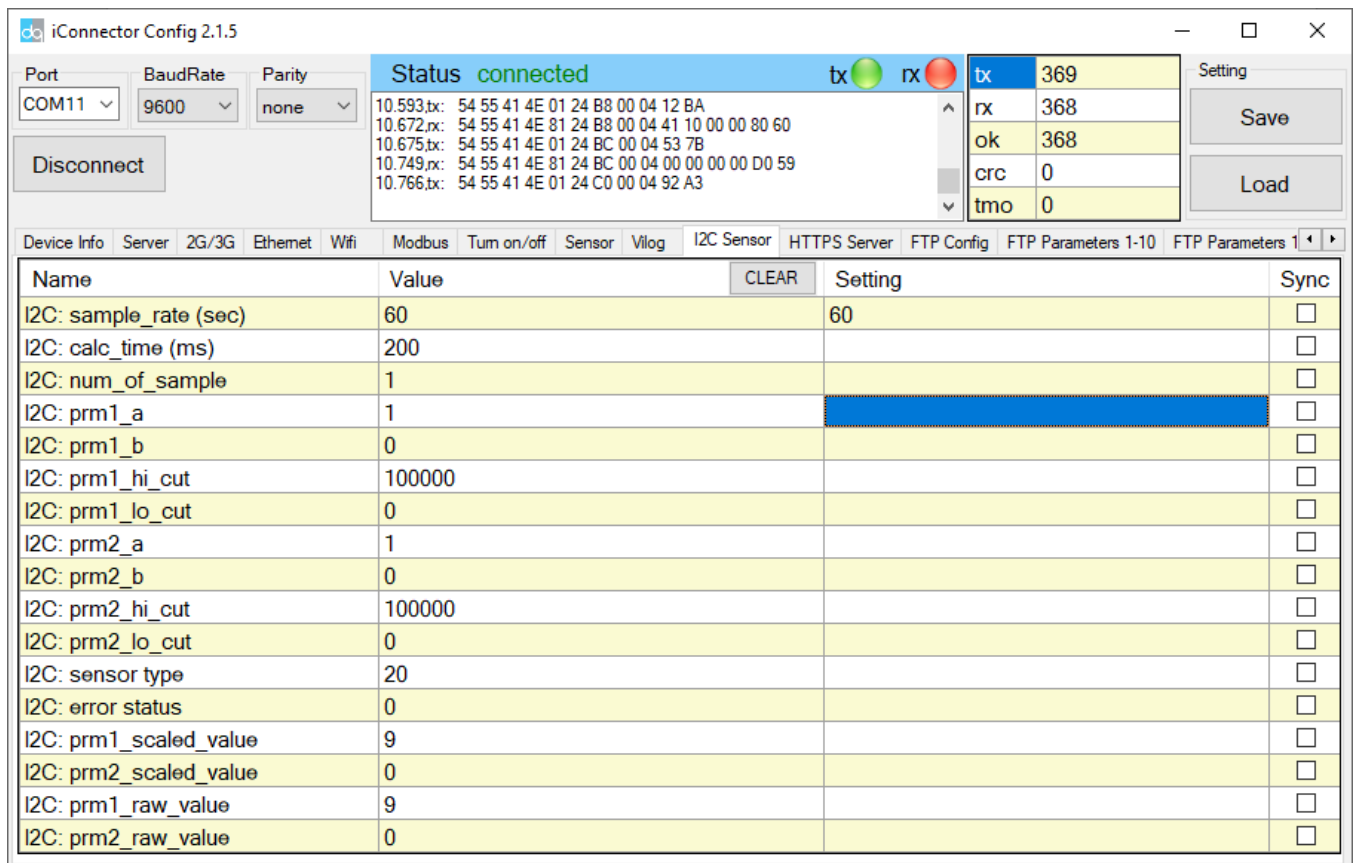 dq iConnector Config 2.1.5
Port BaudRate Parity
COM11 9600 none
Disconnect
Status connected tx rx
10.593,tx: 54 55 41 4E 01 24 B8 00 04 12 BA
10.672,rx: 54 55 41 4E 81 24 B8 00 04 41 10 00 00 80 60
10.675,tx: 54 55 41 4E 01 24 BC 00 04 53 7B
10.749,rx: 54 55 41 4E 81 24 BC 00 04 00 00 00 00 D0 59
10.766,tx: 54 55 41 4E 01 24 C0 00 04 92 A3
tx 369
rx 368
ok 368
crc 0
tmo 0
Setting
Save
Load
Device Info Server 2G/3G Ethernet Wifi Modbus Turn on/off Sensor Vilog I2C Sensor HTTPS Server FTP Config FTP Parameters 1-10 FTP Parameters 1
Name Value CLEAR Setting Sync
I2C: sample_rate (sec) 60 60
I2C: calc_time (ms) 200
I2C: num_of_sample 1
I2C: prm1_a 1
I2C: prm1_b 0
I2C: prm1_hi_cut 100000
I2C: prm1_lo_cut 0
I2C: prm2_a 1
I2C: prm2_b 0
I2C: prm2_hi_cut 100000
I2C: prm2_lo_cut 0
I2C: sensor type 20
I2C: error status 0
I2C: prm1_scaled_value 9
I2C: prm2_scaled_value 0
I2C: prm1_raw_value 9
I2C: prm2_raw_value 0